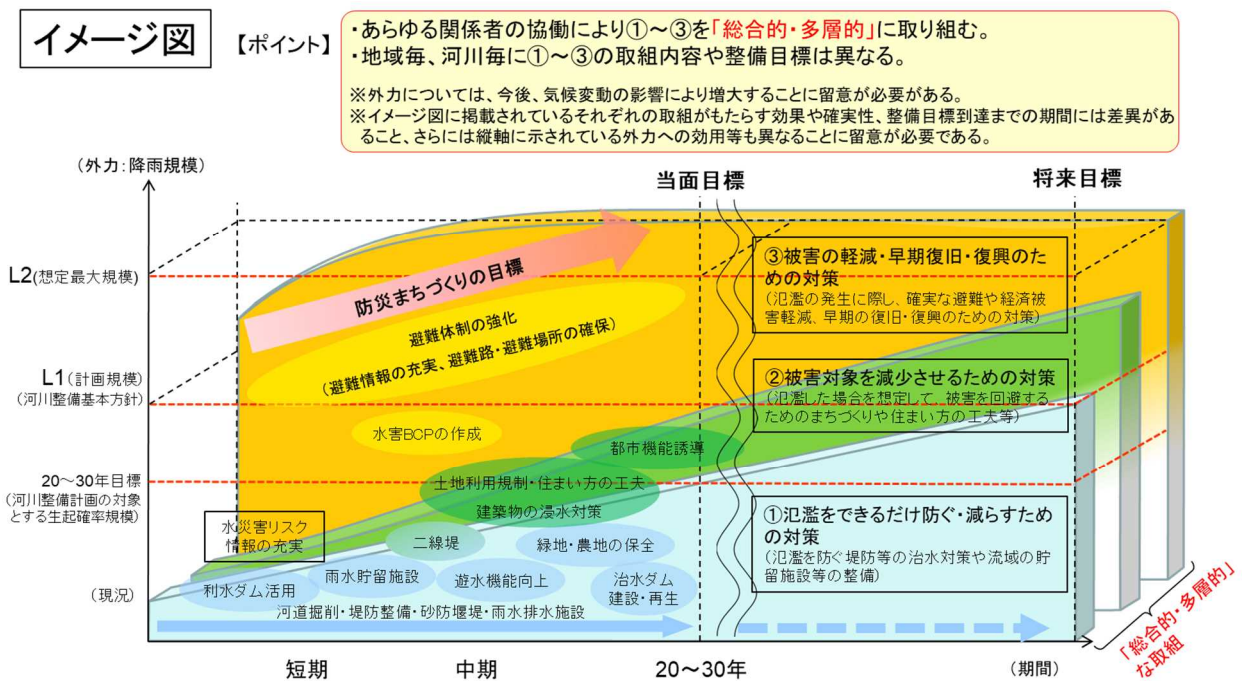 イメージ図
【ポイント】
・あらゆる関係者の協働により①～③を「総合的・多層的」に取り組む。
・地域毎、河川毎に①～③の取組内容や整備目標は異なる。
※外力については、今後、気候変動の影響により増大することに留意が必要がある。
※イメージ図に掲載されているそれぞれの取組がもたらす効果や確実性、整備目標到達までの期間には差異があ
ること、さらには縦軸に示されている外力への効用等も異なることに留意が必要である。
（外力：降雨規模）
当面目標
将来目標
L2(想定最大規模)
防災まちづくりの目標
③被害の軽減・早期復旧・復興のた
めの対策
（氾濫の発生に際し、確実な避難や経済被
害軽減、早期の復旧・復興のための対策）
避難体制の強化
（避難情報の充実、避難路・避難場所の確保）
L1（計画規模）
（河川整備基本方針）
②被害対象を減少させるための対策
（氾濫した場合を想定して、被害を回避する
ためのまちづくりや住まい方の工夫等）
水害BCPの作成
都市機能誘導
20～30年目標
（河川整備計画の対象
とする生起確率規模）
土地利用規制・住まい方の工夫
建築物の浸水対策
水災害リスク
情報の充実
①氾濫をできるだけ防ぐ・減らすため
の対策
（氾濫を防ぐ堤防等の治水対策や流域の貯
留施設等の整備）
二線堤
緑地・農地の保全
雨水貯留施設
遊水機能向上
治水ダム
建設・再生
利水ダム活用
（現況）
河道掘削・堤防整備・砂防堰堤・雨水排水施設
「総合的・多層的」
な取組
短期
中期
20～30年
（期間）